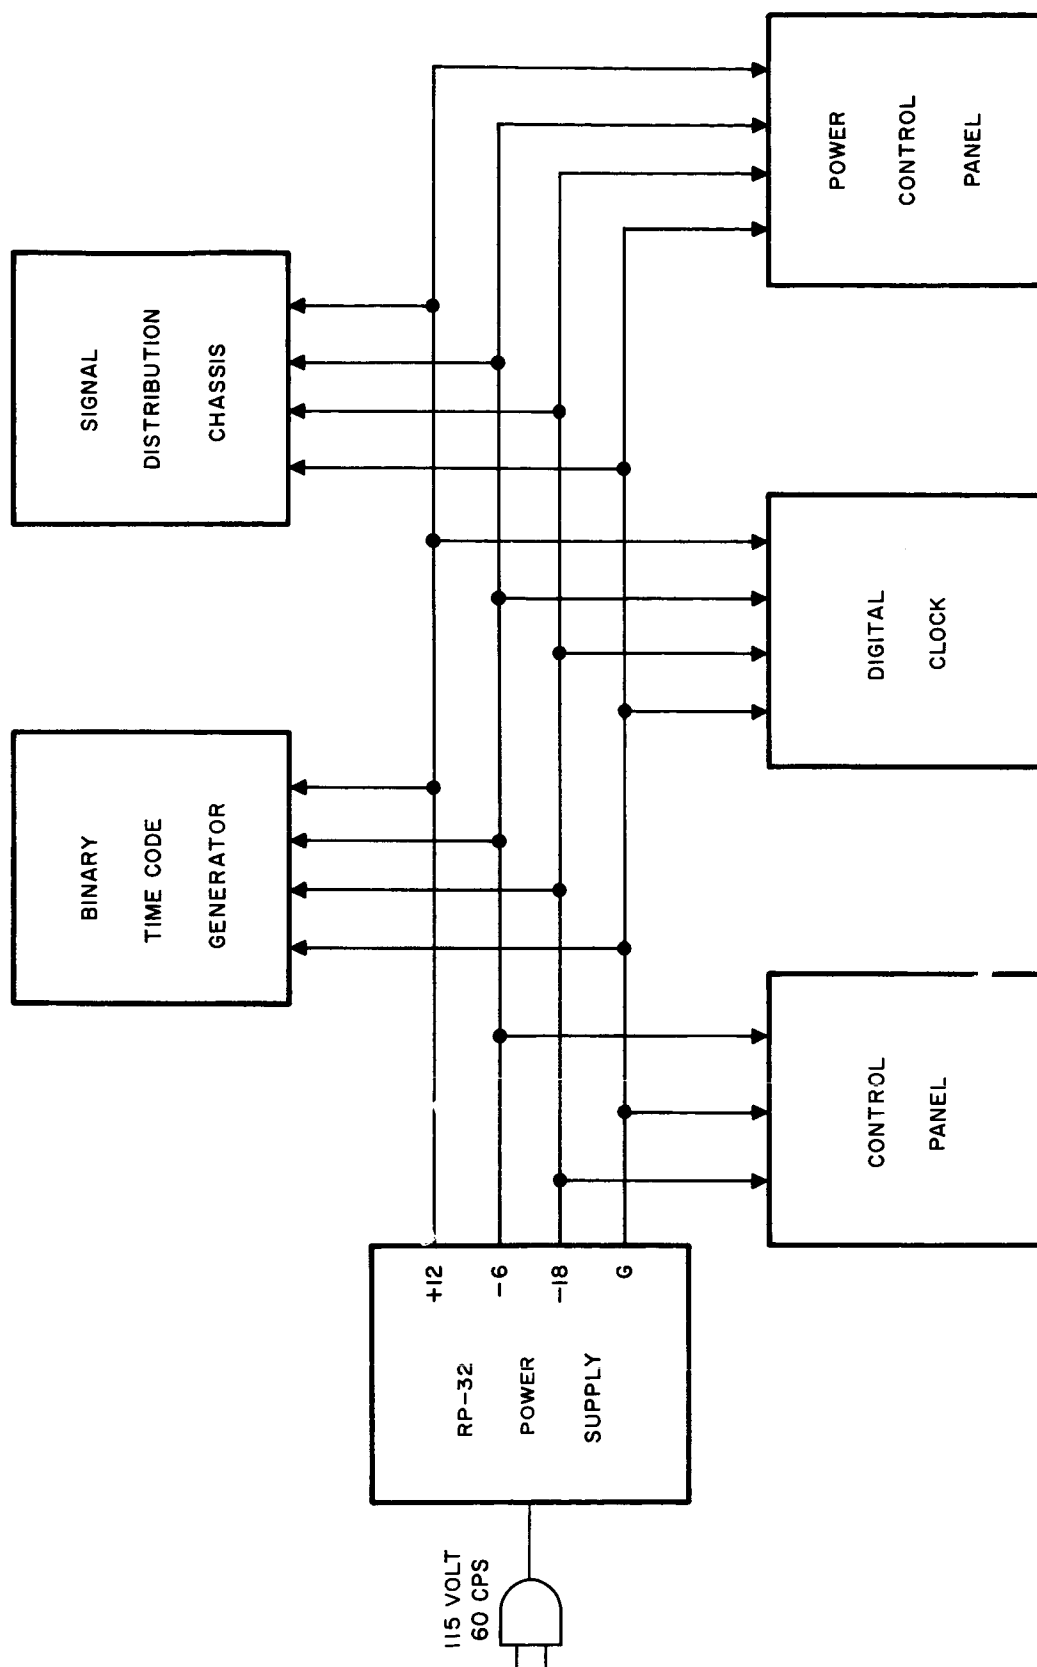 115 VOLT
60 CPS
RP-32
POWER
SUPPLY
+12
-6
-18
G
BINARY
TIME CODE
GENERATOR
SIGNAL
DISTRIBUTION
CHASSIS
CONTROL
PANEL
DIGITAL
CLOCK
POWER
CONTROL
PANEL